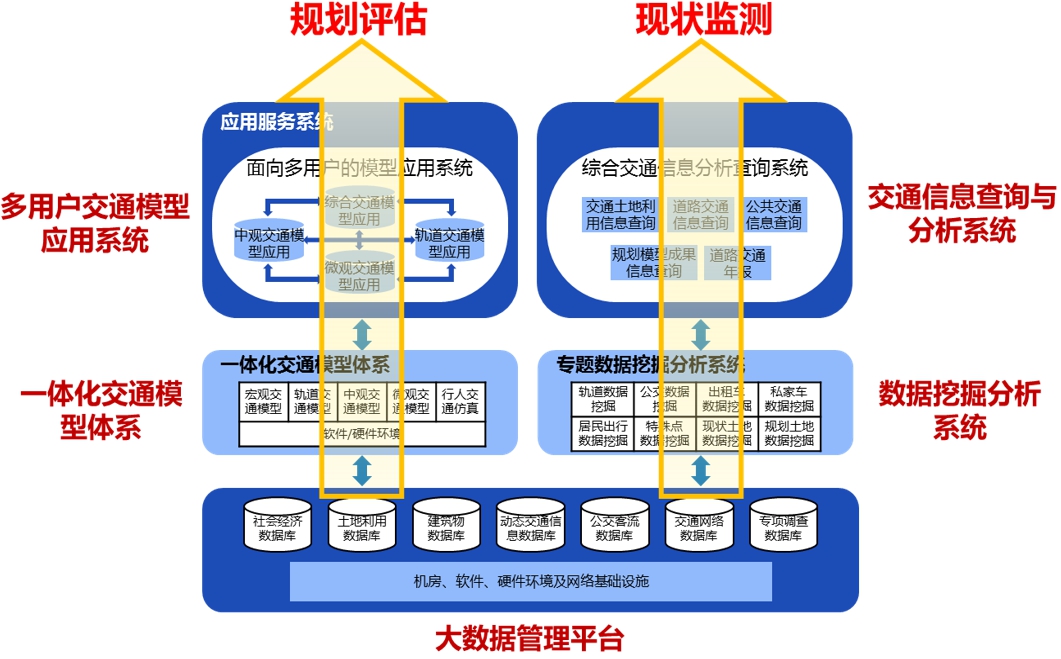 规划评估
现状监测
应用服务系统
面向多用户的模型应用系统
综合交通信息分析查询系统
多用户交通模型
应用系统
综合交通模
型应用
中观交通模
型应用
轨道交通模
型应用
微观交通模
型应用
交通土地利
用信息查询
道路交通
信息查询
公共交通
信息查询
规划模型成果
信息查询
道路交通
年报
交通信息查询与
分析系统
一体化交通模型体系
专题数据挖掘分析系统
一体化交通模
型体系
宏观交
通模型
轨道交
通模型
中观交
通模型
微观交
通模型
行人交
通仿真
软件/硬件环境
轨道数据
挖掘
公交数据
挖掘
出租车
数据挖掘
私家车
数据挖掘
居民出行
数据挖掘
特殊点
数据挖掘
现状土地
数据挖掘
规划土地
数据挖掘
数据挖掘分析
系统
社会经济
数据库
土地利用
数据库
建筑物
数据库
动态交通信
息数据库
公交客流
数据库
交通网络
数据库
专项调查
数据库
机房、软件、硬件环境及网络基础设施
大数据管理平台